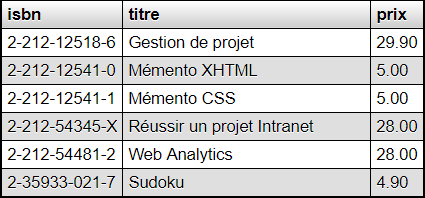 isbn titre prix
2-212-12518-6 Gestion de projet 29.90
2-212-12541-0 Mémento XHTML 5.00
2-212-12541-1 Mémento CSS 5.00
2-212-54345-X Réussir un projet Intranet 28.00
2-212-54481-2 Web Analytics 28.00
2-35933-021-7 Sudoku 4.90